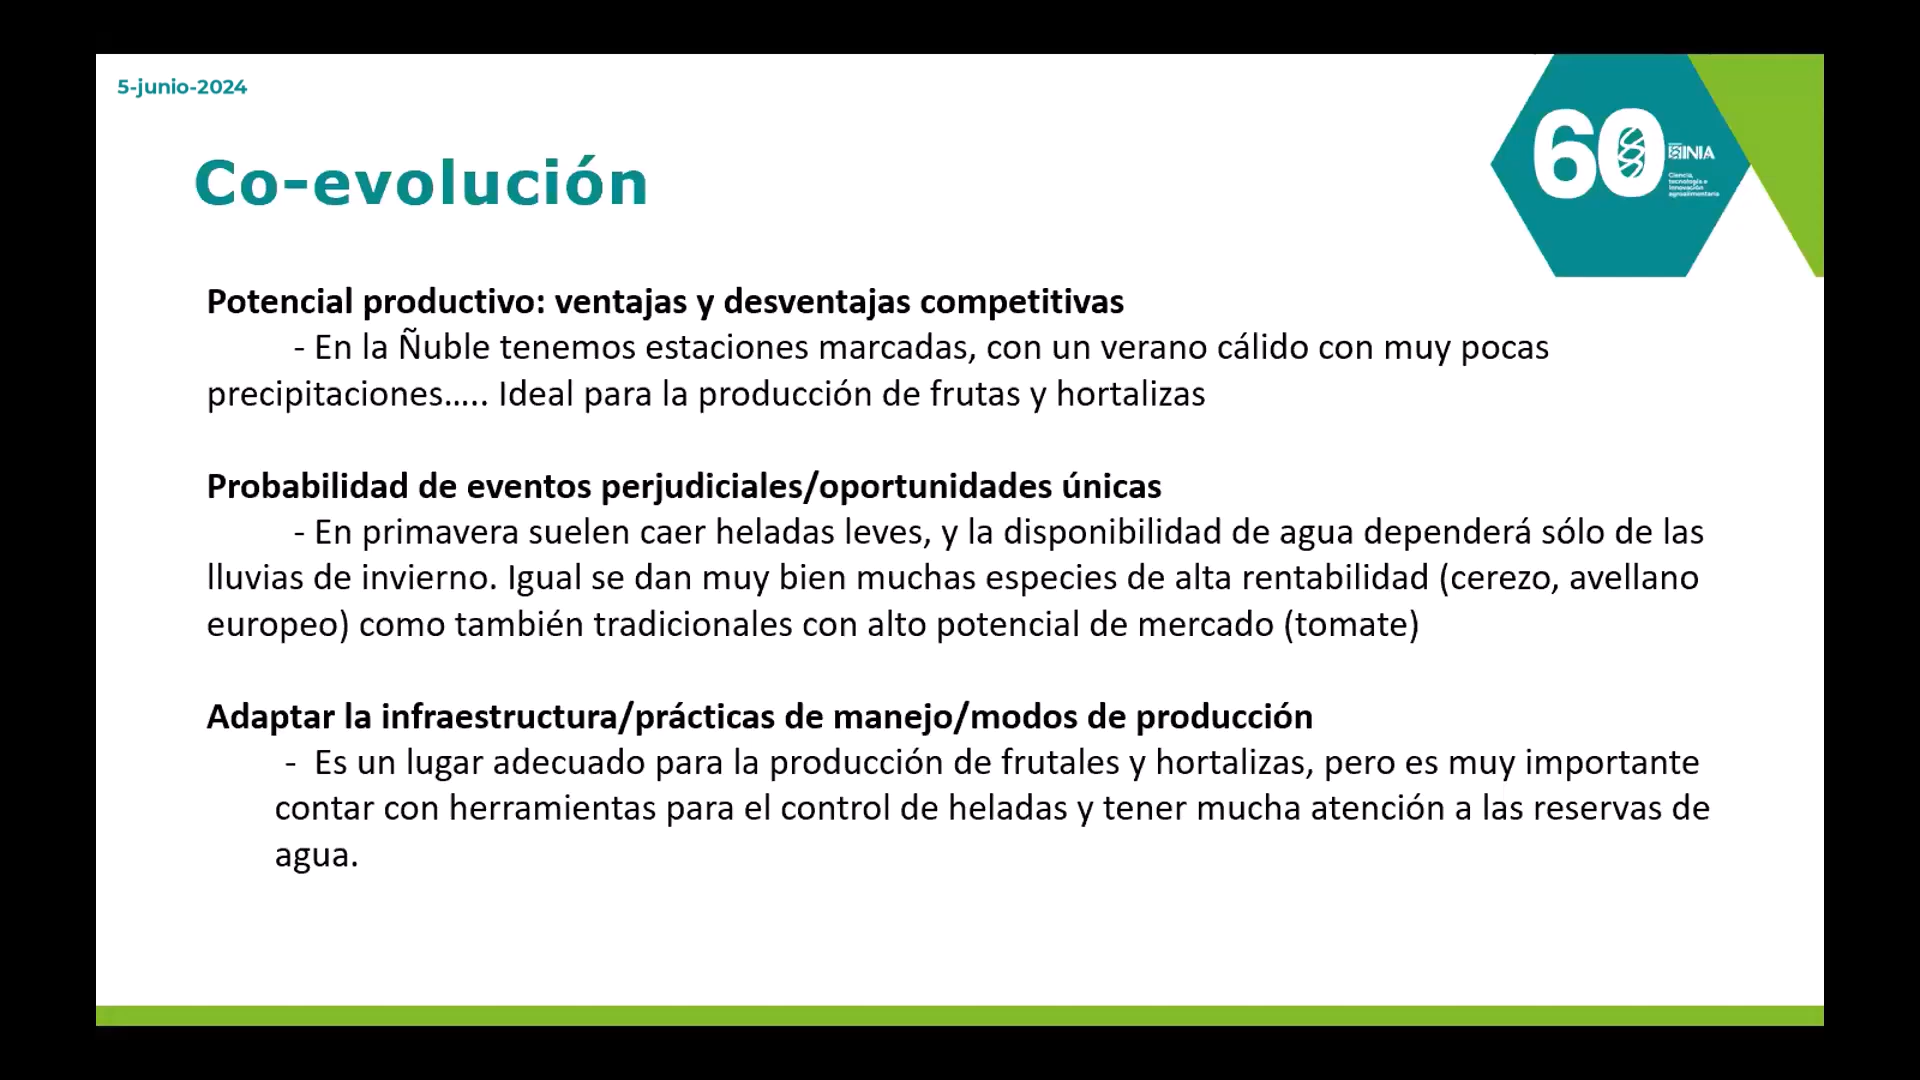 5-junio-2024
60
INIA
Ciencia,
tecnología e
innovación
agroalimentaria
Co-evolución
Potencial productivo: ventajas y desventajas competitivas
- En la Ñuble tenemos estaciones marcadas, con un verano cálido con muy pocas
precipitaciones..... Ideal para la producción de frutas y hortalizas
Probabilidad de eventos perjudiciales/oportunidades únicas
- En primavera suelen caer heladas leves, y la disponibilidad de agua dependerá sólo de las
lluvias de invierno. Igual se dan muy bien muchas especies de alta rentabilidad (cerezo, avellano
europeo) como también tradicionales con alto potencial de mercado (tomate)
Adaptar la infraestructura/prácticas de manejo/modos de producción
- Es un lugar adecuado para la producción de frutales y hortalizas, pero es muy importante
contar con herramientas para el control de heladas y tener mucha atención a las reservas de
agua.